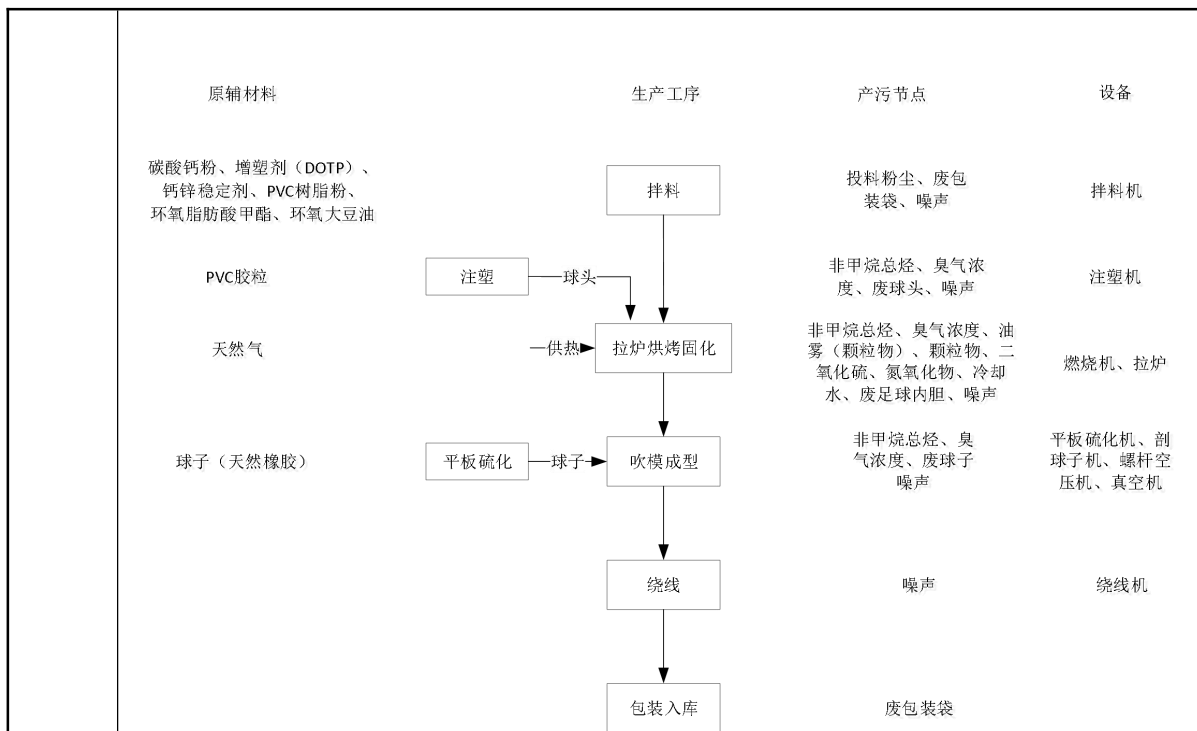 原辅材料
生产工序
产污节点
设备
碳酸钙粉、增塑剂（DOTP）、
钙锌稳定剂、PVC树脂粉、
环氧脂肪酸甲酯、环氧大豆油
拌料
投料粉尘、废包
装袋、噪声
拌料机
PVC胶粒
注塑
球头
非甲烷总烃、臭气浓
度、废球头、噪声
注塑机
天然气
供热
拉炉烘烤固化
非甲烷总烃、臭气浓度、油
雾（颗粒物）、颗粒物、二
氧化硫、氮氧化物、冷却
水、废足球内胆、噪声
燃烧机、拉炉
球子（天然橡胶）
平板硫化
球子
吹模成型
非甲烷总烃、臭
气浓度、废球子
噪声
平板硫化机、剖
球子机、螺杆空
压机、真空机
绕线
噪声
绕线机
包装入库
废包装袋